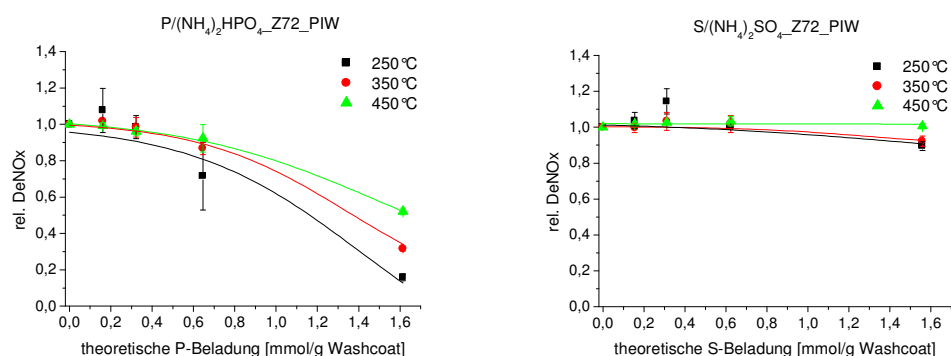 P/(NH₄)₂HPO₄_Z72_PIW
1,4
1,2
1,0
0,8
0,6
0,4
0,2
0,0
rel. DeNOx
250°C
350°C
450°C
0,0 0,2 0,4 0,6 0,8 1,0 1,2 1,4 1,6
theoretische P-Beladung [mmol/g Washcoat]
S/(NH₄)₂SO₄_Z72_PIW
1,4
1,2
1,0
0,8
0,6
0,4
0,2
0,0
rel. DeNOx
250°C
350°C
450°C
0,0 0,2 0,4 0,6 0,8 1,0 1,2 1,4 1,6
theoretische S-Beladung [mmol/g Washcoat]